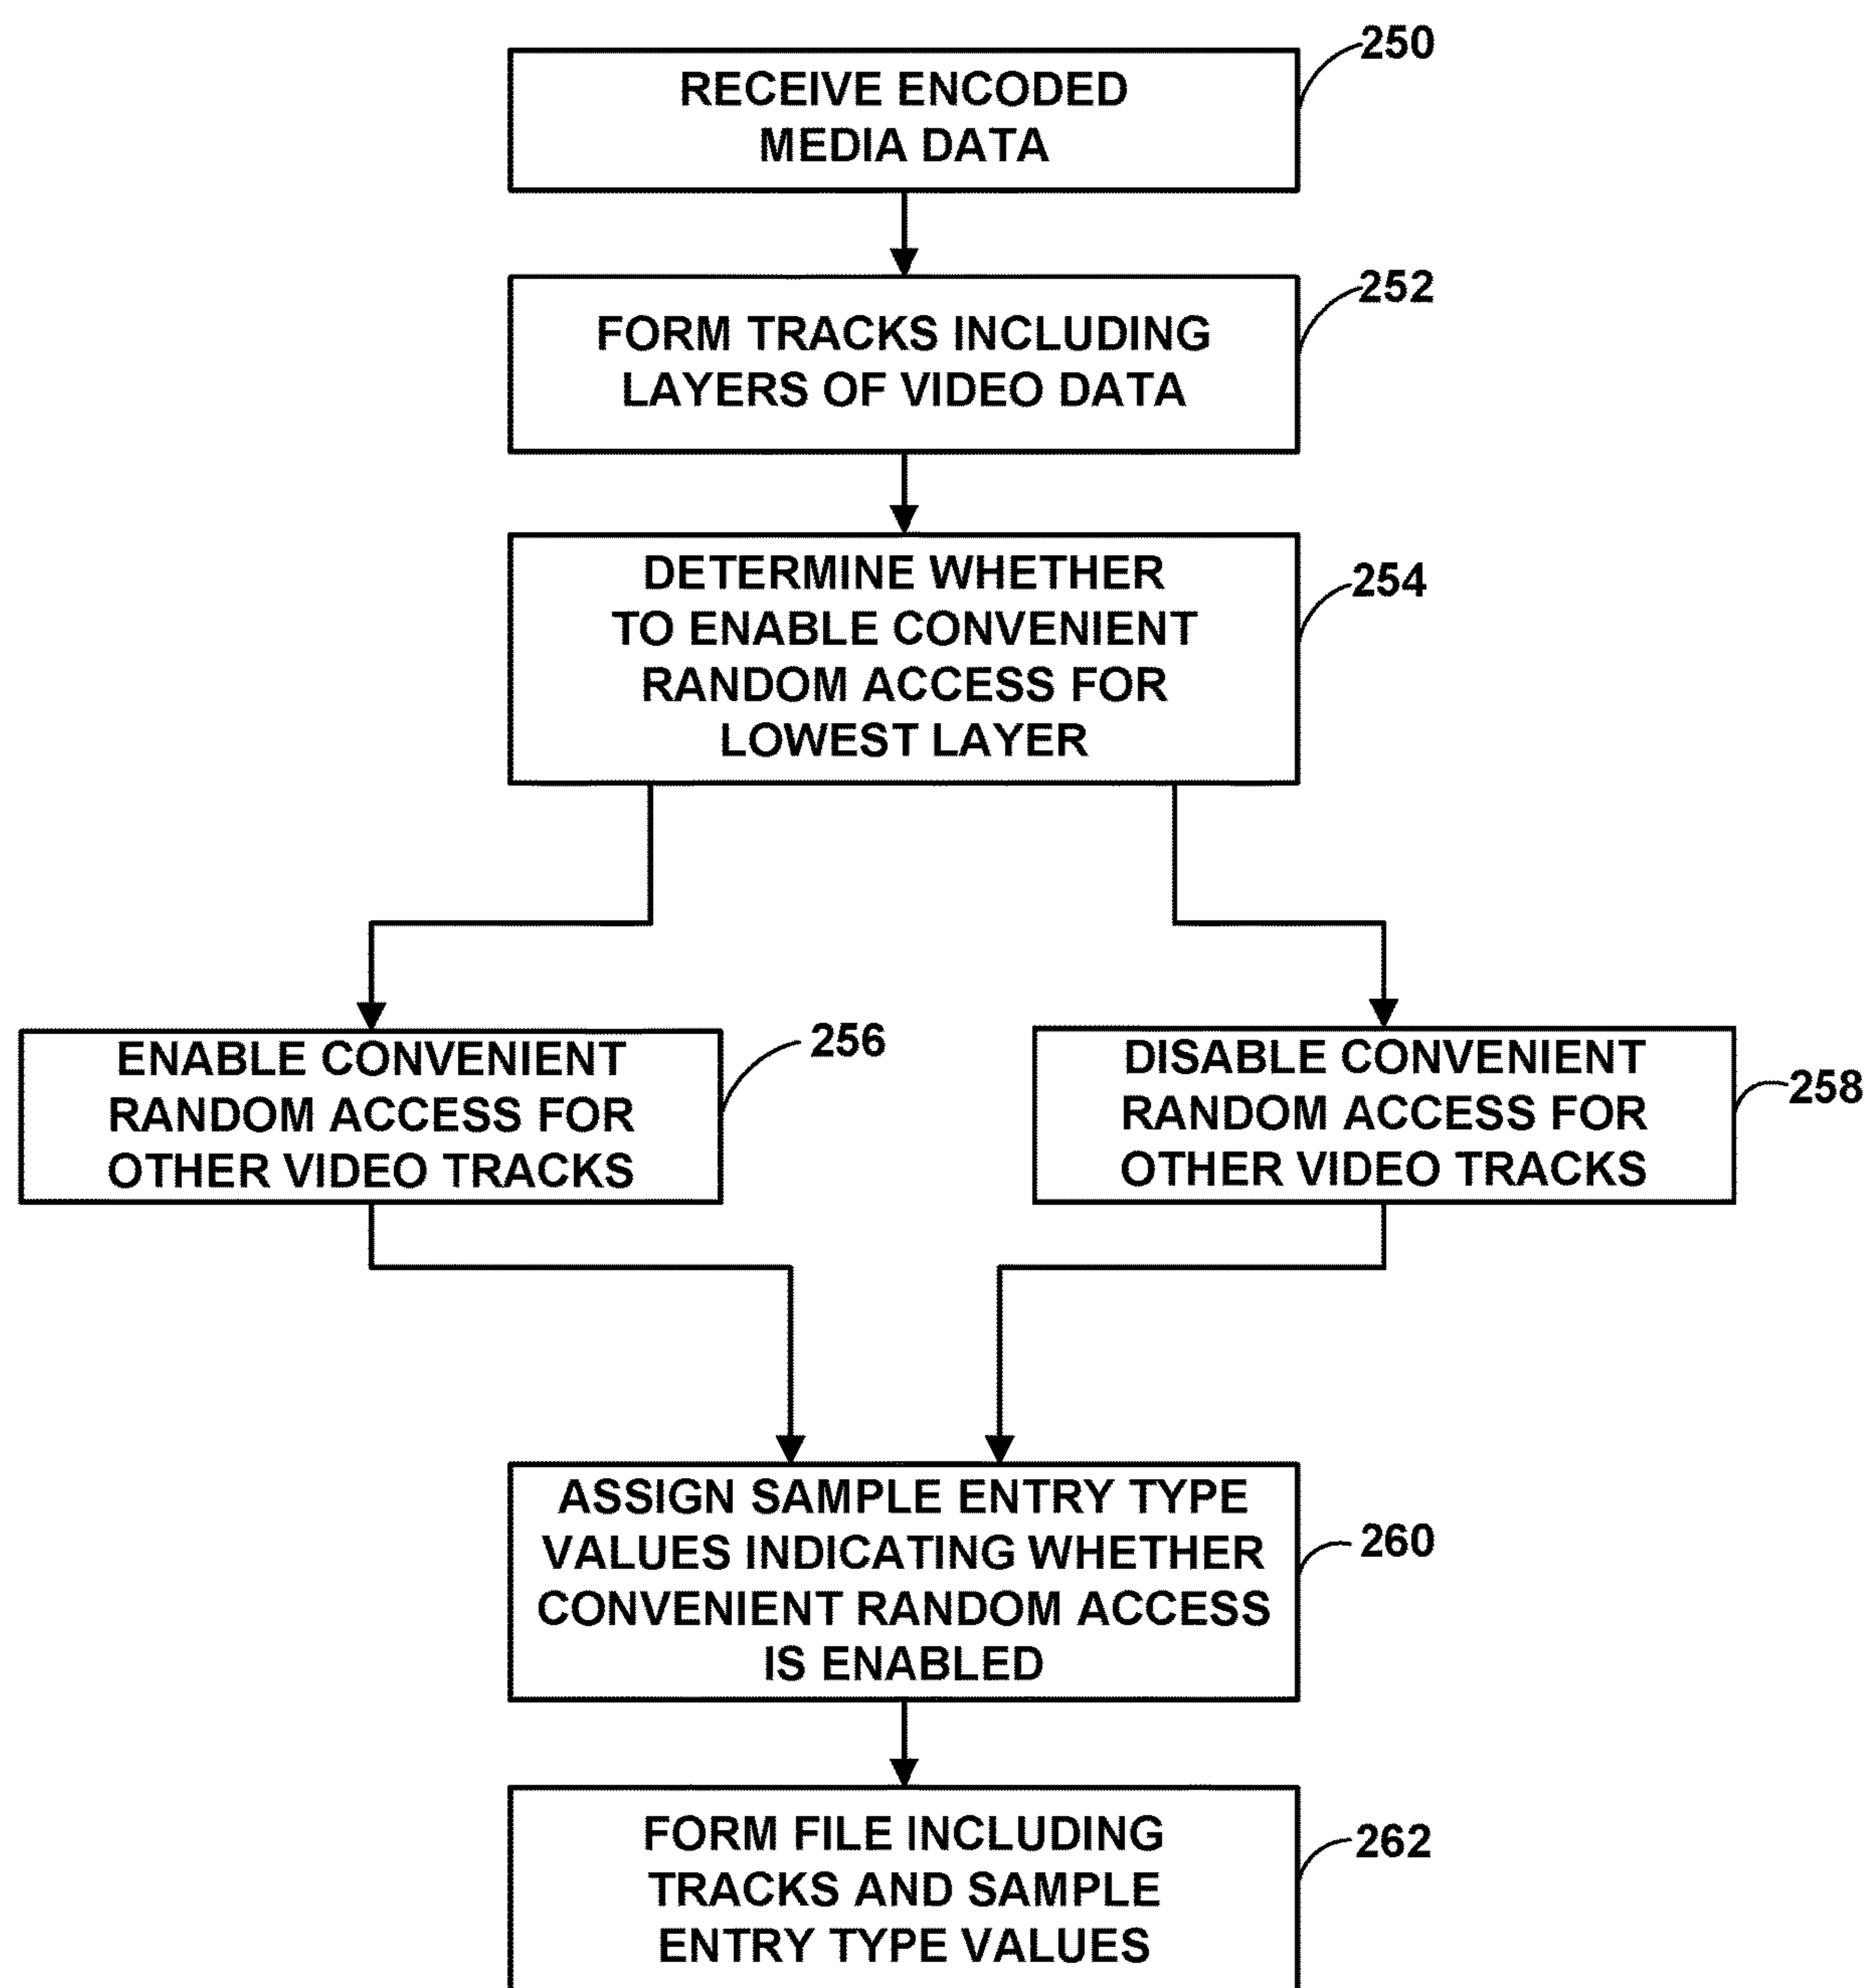 250
RECEIVE ENCODED
MEDIA DATA
252
FORM TRACKS INCLUDING
LAYERS OF VIDEO DATA
254
DETERMINE WHETHER
TO ENABLE CONVENIENT
RANDOM ACCESS FOR
LOWEST LAYER
256
ENABLE CONVENIENT
RANDOM ACCESS FOR
OTHER VIDEO TRACKS
258
DISABLE CONVENIENT
RANDOM ACCESS FOR
OTHER VIDEO TRACKS
260
ASSIGN SAMPLE ENTRY TYPE
VALUES INDICATING WHETHER
CONVENIENT RANDOM ACCESS
IS ENABLED
262
FORM FILE INCLUDING
TRACKS AND SAMPLE
ENTRY TYPE VALUES